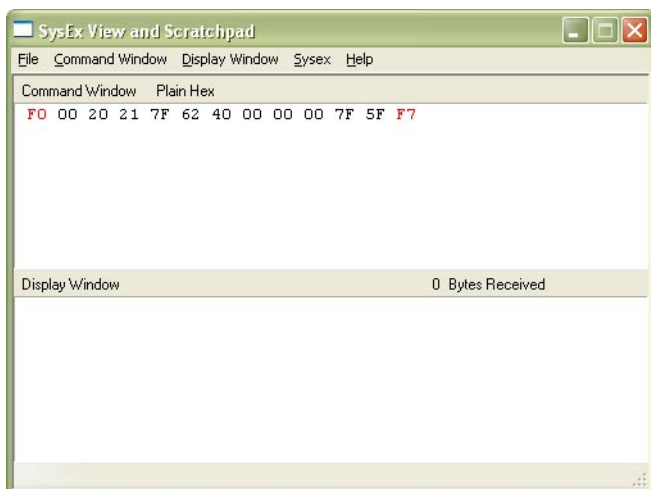 SysEx View and Scratchpad
File Command Window Display Window Sysex Help
Command Window Plain Hex
F0 00 20 21 7F 62 40 00 00 00 7F 5F F7
Display Window 0 Bytes Received